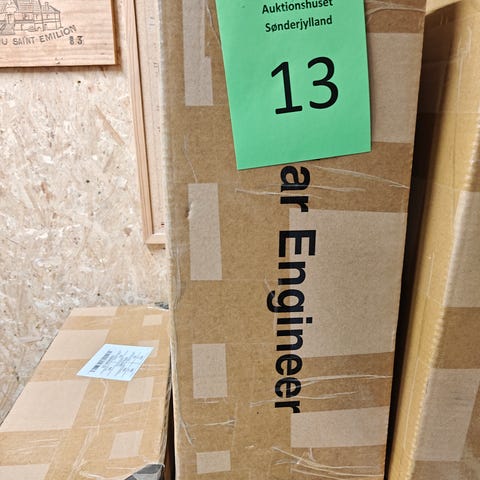 U SAINT EMILION
83
Auktionshuset
Sønderjylland
13
ar Engineer